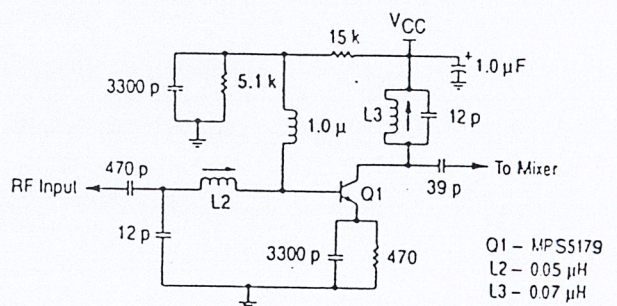 15 k
VCC
+
1.0 µF
3300 p
5.1 k
1.0 µ
L3
12 p
470 p
RF Input
L2
Q1
39 p
To Mixer
12 p
3300 p
470
Q1 – MPS5179
L2 – 0.05 µH
L3 – 0.07 µH